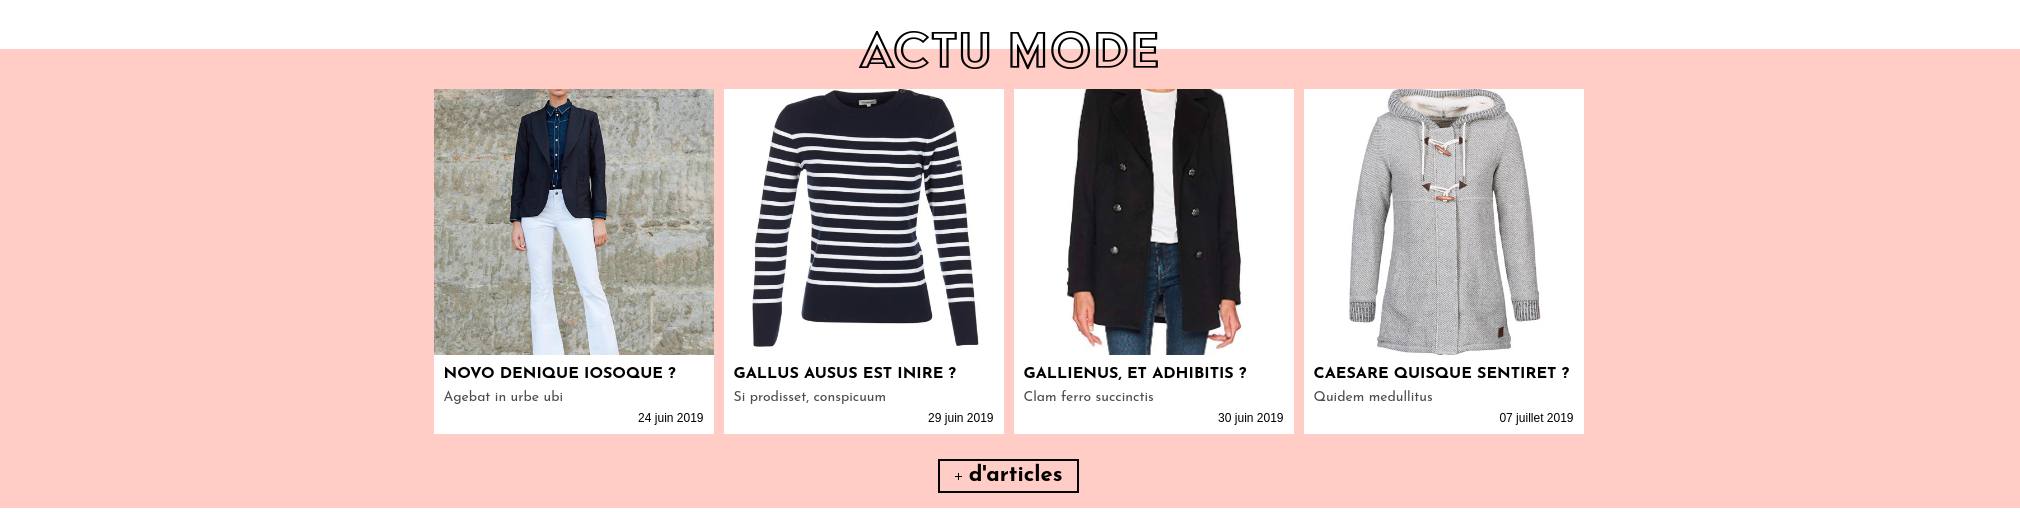 ACTU MODE
NOVO DENIQUE IOSOQUE ?
Agebat in urbe ubi
24 juin 2019
GALLUS AUSUS EST INIRE ?
Si prodisset, conspicuum
29 juin 2019
GALLIENUS, ET ADHIBITIS ?
Clam ferro succinctis
30 juin 2019
CAESARE QUISQUE SENTIRET ?
Quidem medullitus
07 juillet 2019
+ d'articles